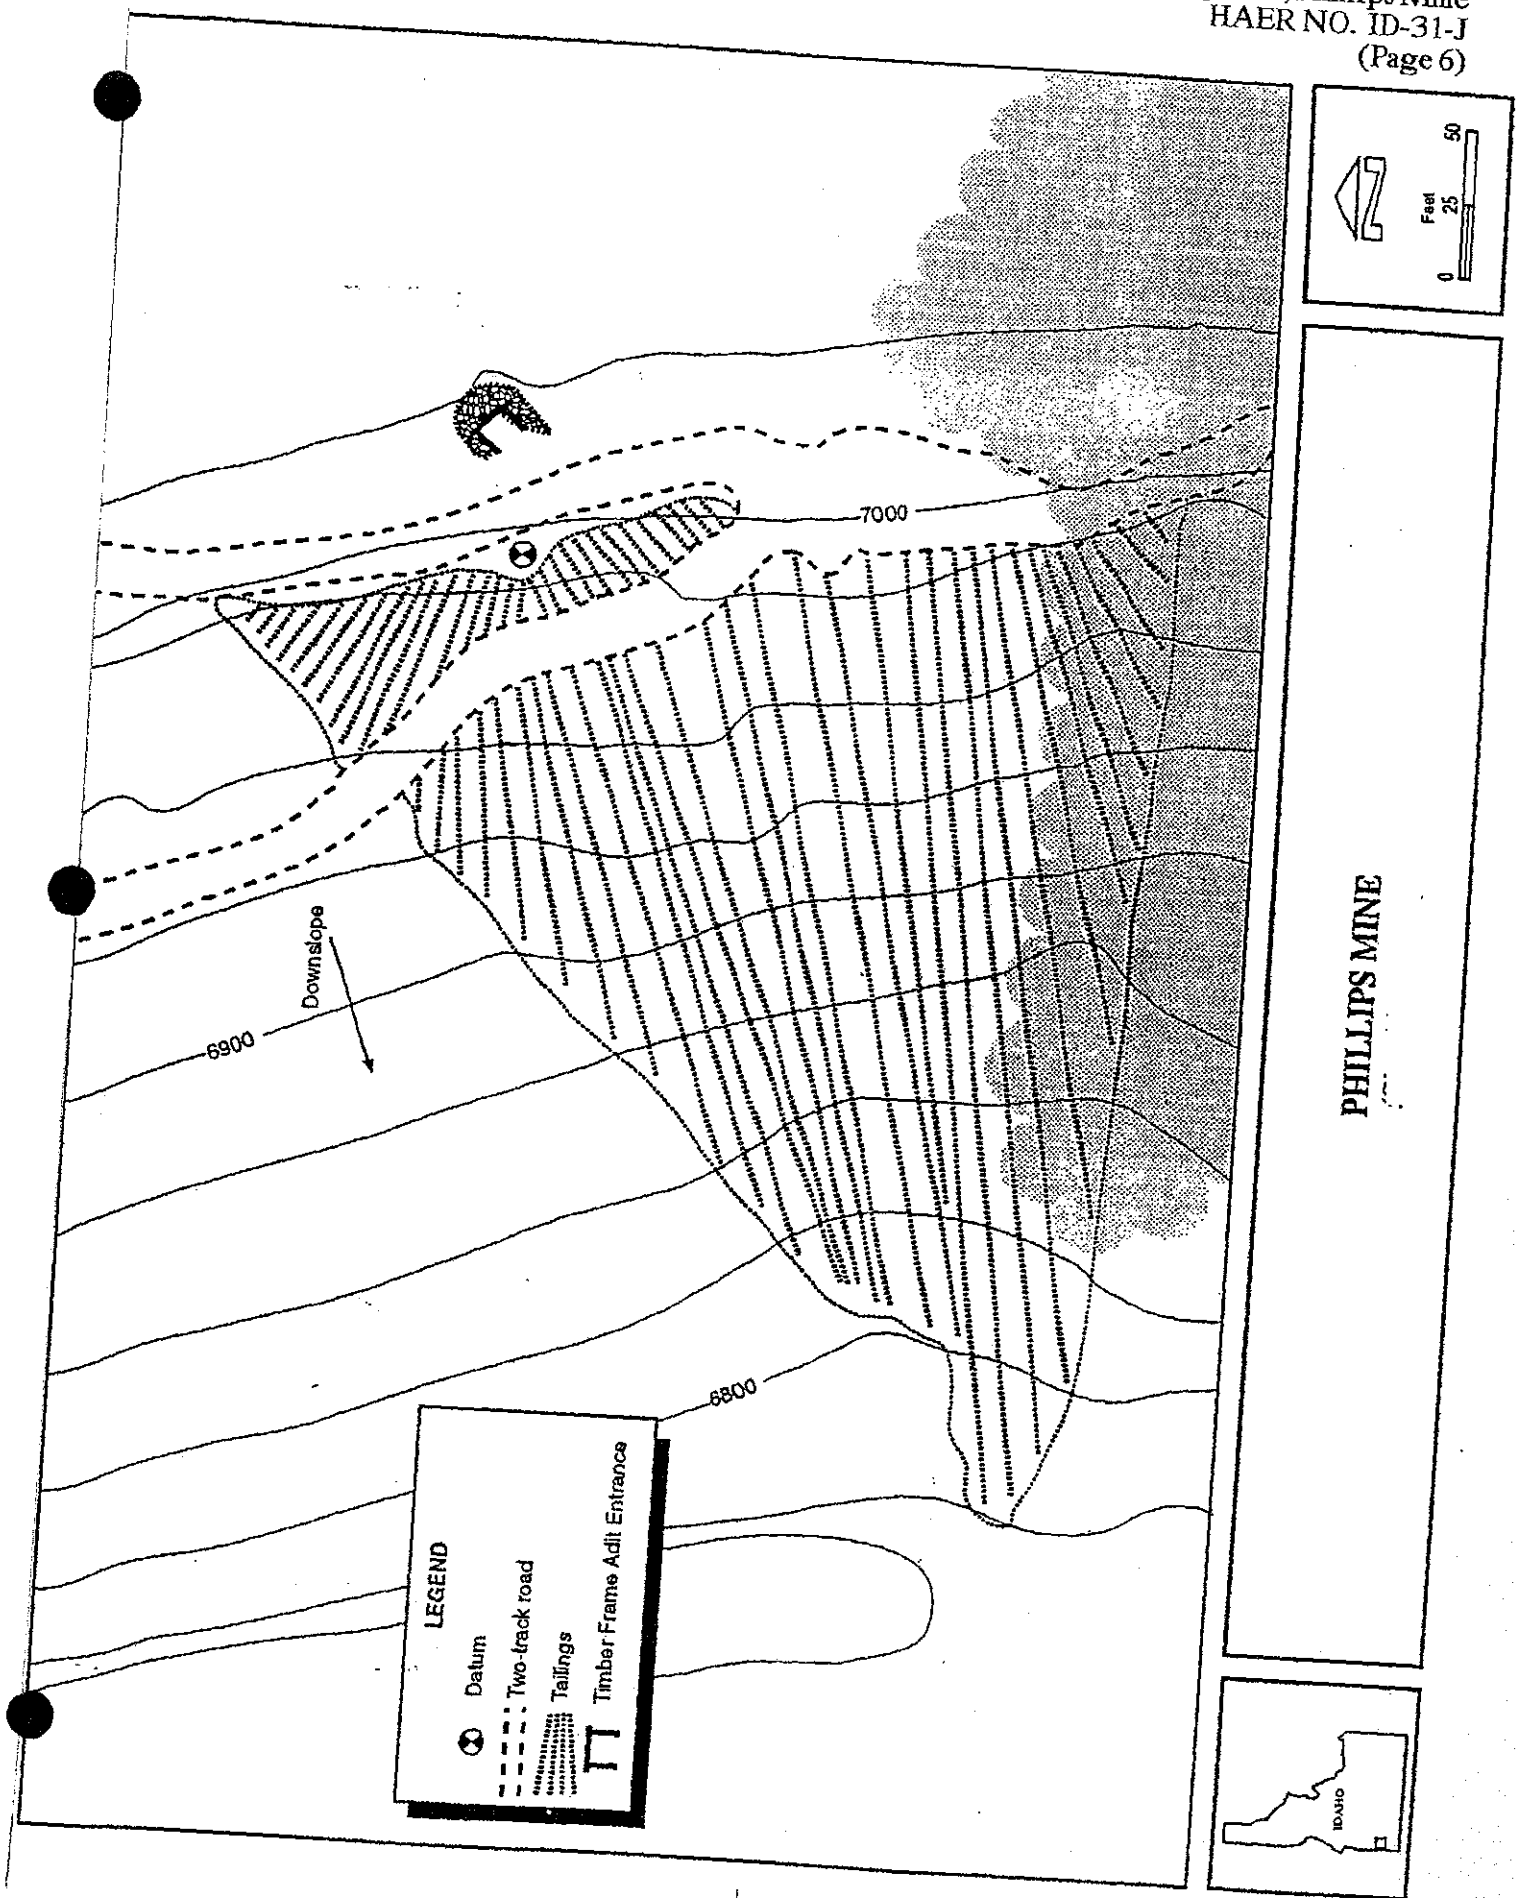 Mine
HAER NO. ID-31-J
(Page 6)
Feet
0 25 50
7000
6900
6800
Downslope
LEGEND
Datum
Two-track road
Tailings
Timber Frame Adit Entrance
PHILLIPS MNE
IDAHO